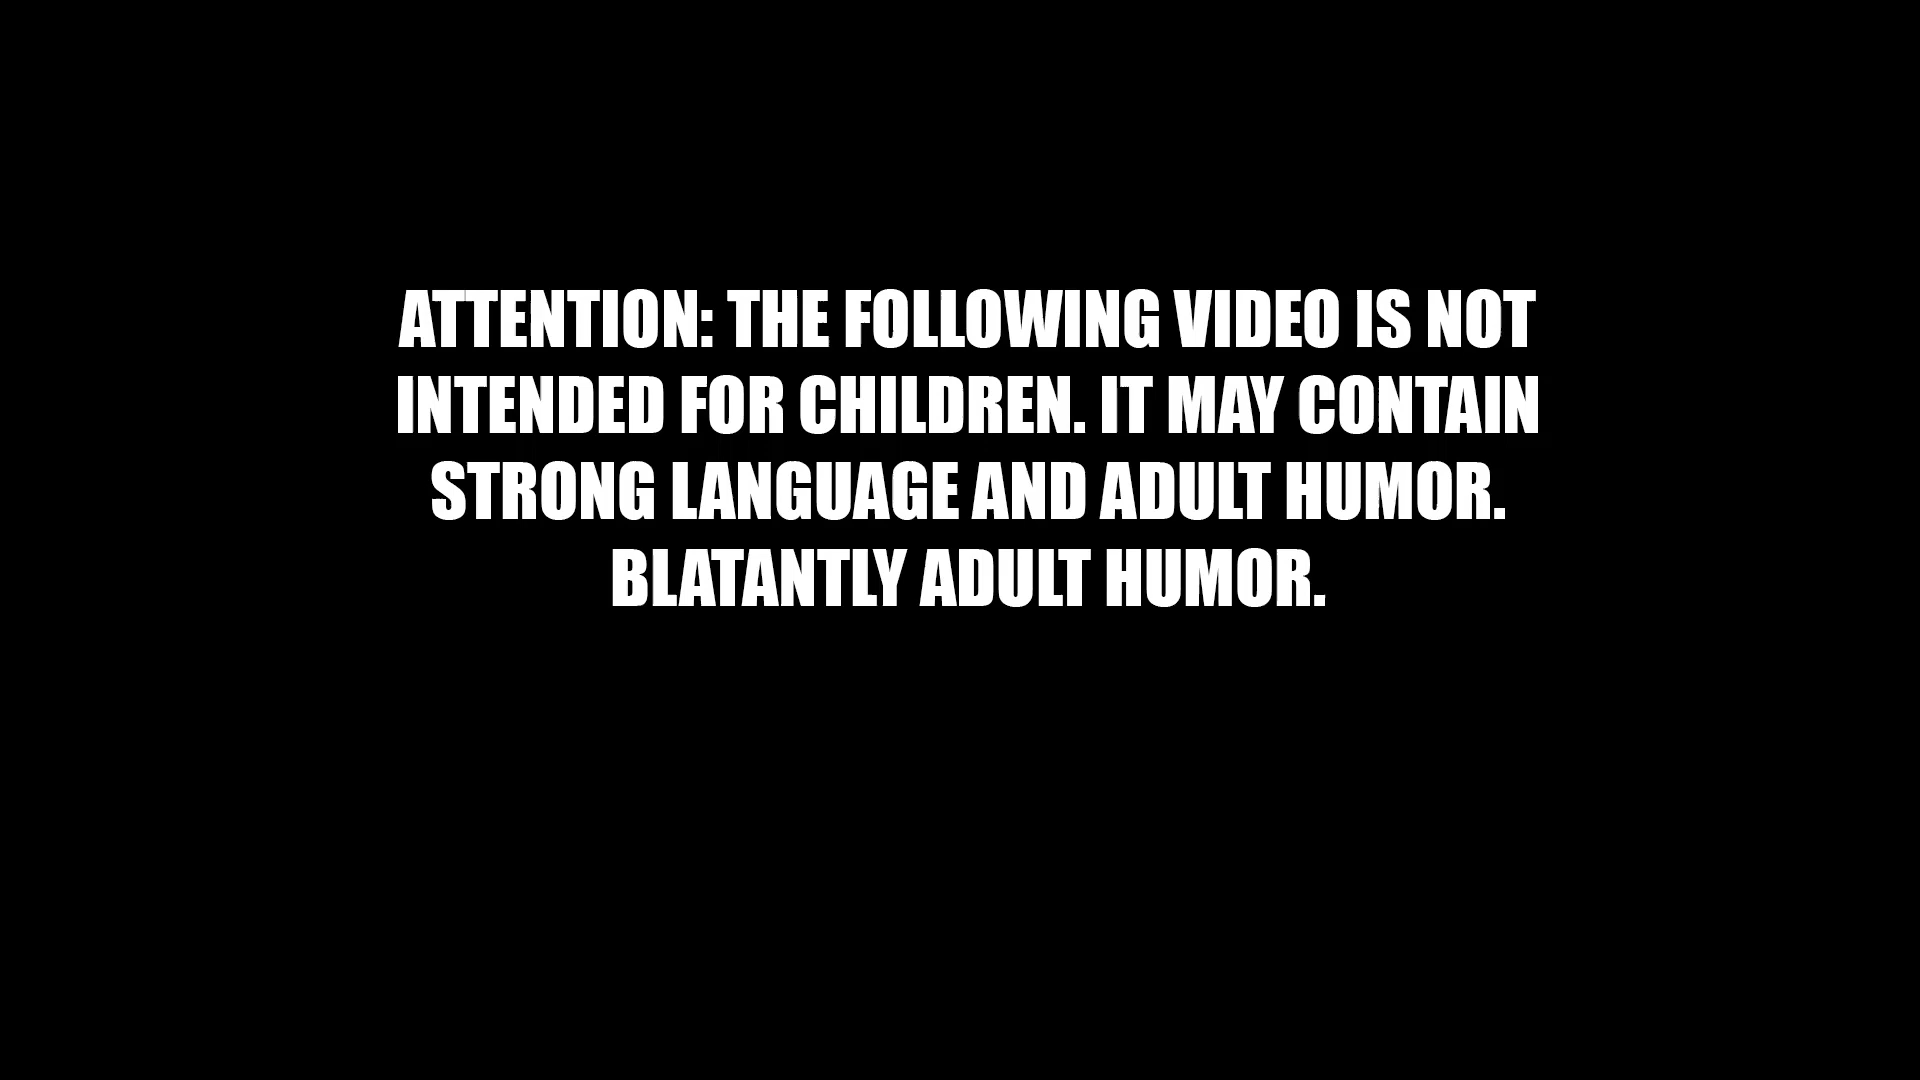 ATTENTION: THE FOLLOWING VIDEO IS NOT
INTENDED FOR CHILDREN. IT MAY CONTAIN
STRONG LANGUAGE AND ADULT HUMOR.
BLATANTLY ADULT HUMOR.